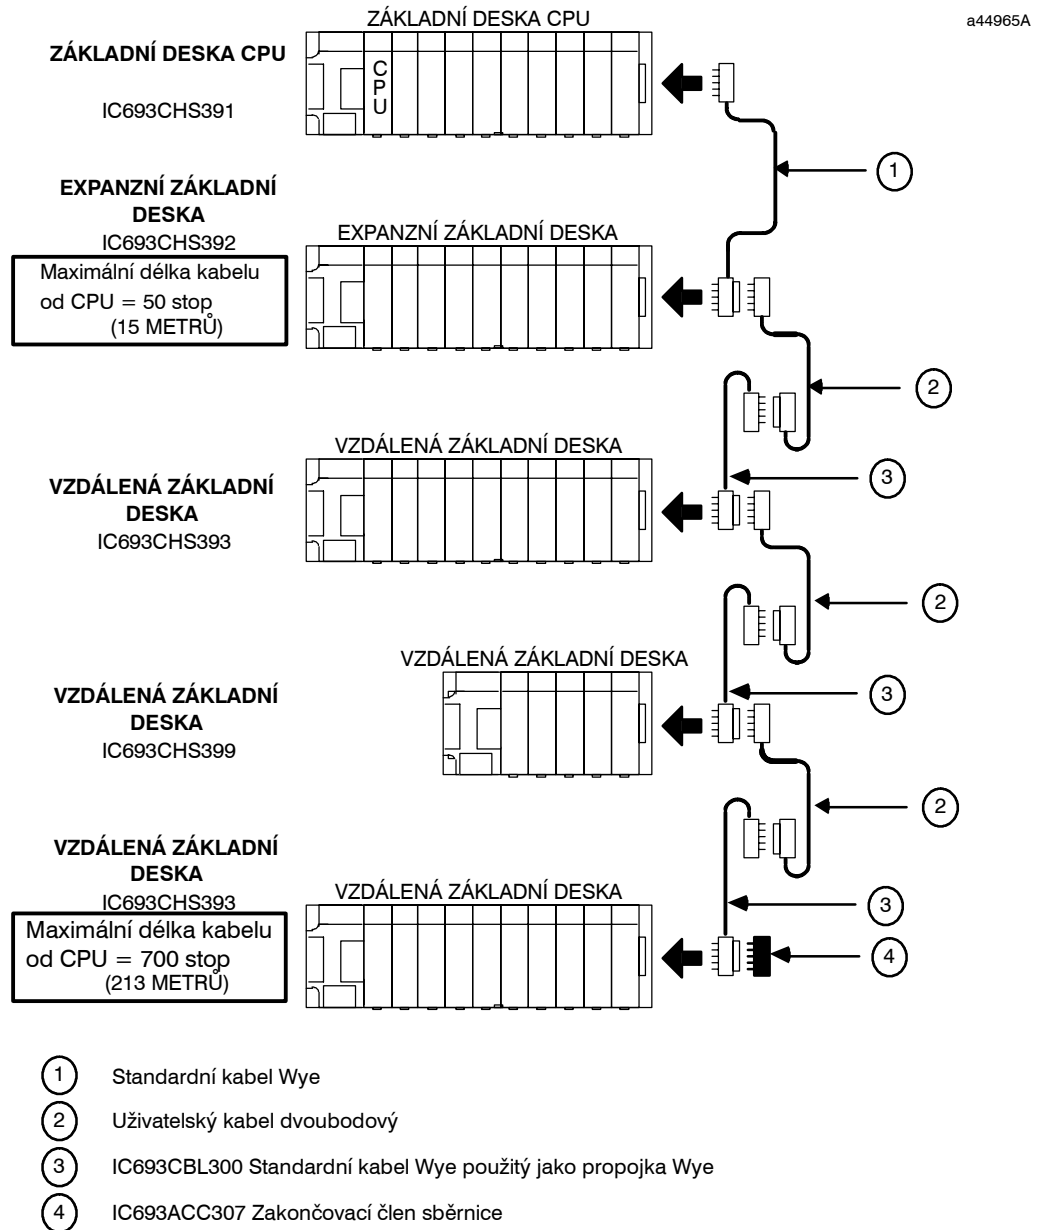 ZÁKLADNÍ DESKA CPU
a44965A
ZÁKLADNÍ DESKA CPU
CPU
IC693CHS391
1
EXPANZNÍ ZÁKLADNÍ
DESKA
IC693CHS392
EXPANZNÍ ZÁKLADNÍ DESKA
Maximální délka kabelu
od CPU = 50 stop
(15 METRŮ)
2
VZDÁLENÁ ZÁKLADNÍ DESKA
VZDÁLENÁ ZÁKLADNÍ
DESKA
IC693CHS393
3
2
VZDÁLENÁ ZÁKLADNÍ DESKA
VZDÁLENÁ ZÁKLADNÍ
DESKA
IC693CHS399
3
2
VZDÁLENÁ ZÁKLADNÍ
DESKA
IC693CHS393
VZDÁLENÁ ZÁKLADNÍ DESKA
Maximální délka kabelu
od CPU = 700 stop
(213 METRŮ)
3
4
1 Standardní kabel Wye
2 Uživatelský kabel dvoubodový
3 IC693CBL300 Standardní kabel Wye použitý jako propojka Wye
4 IC693ACC307 Zakončovací člen sběrnice